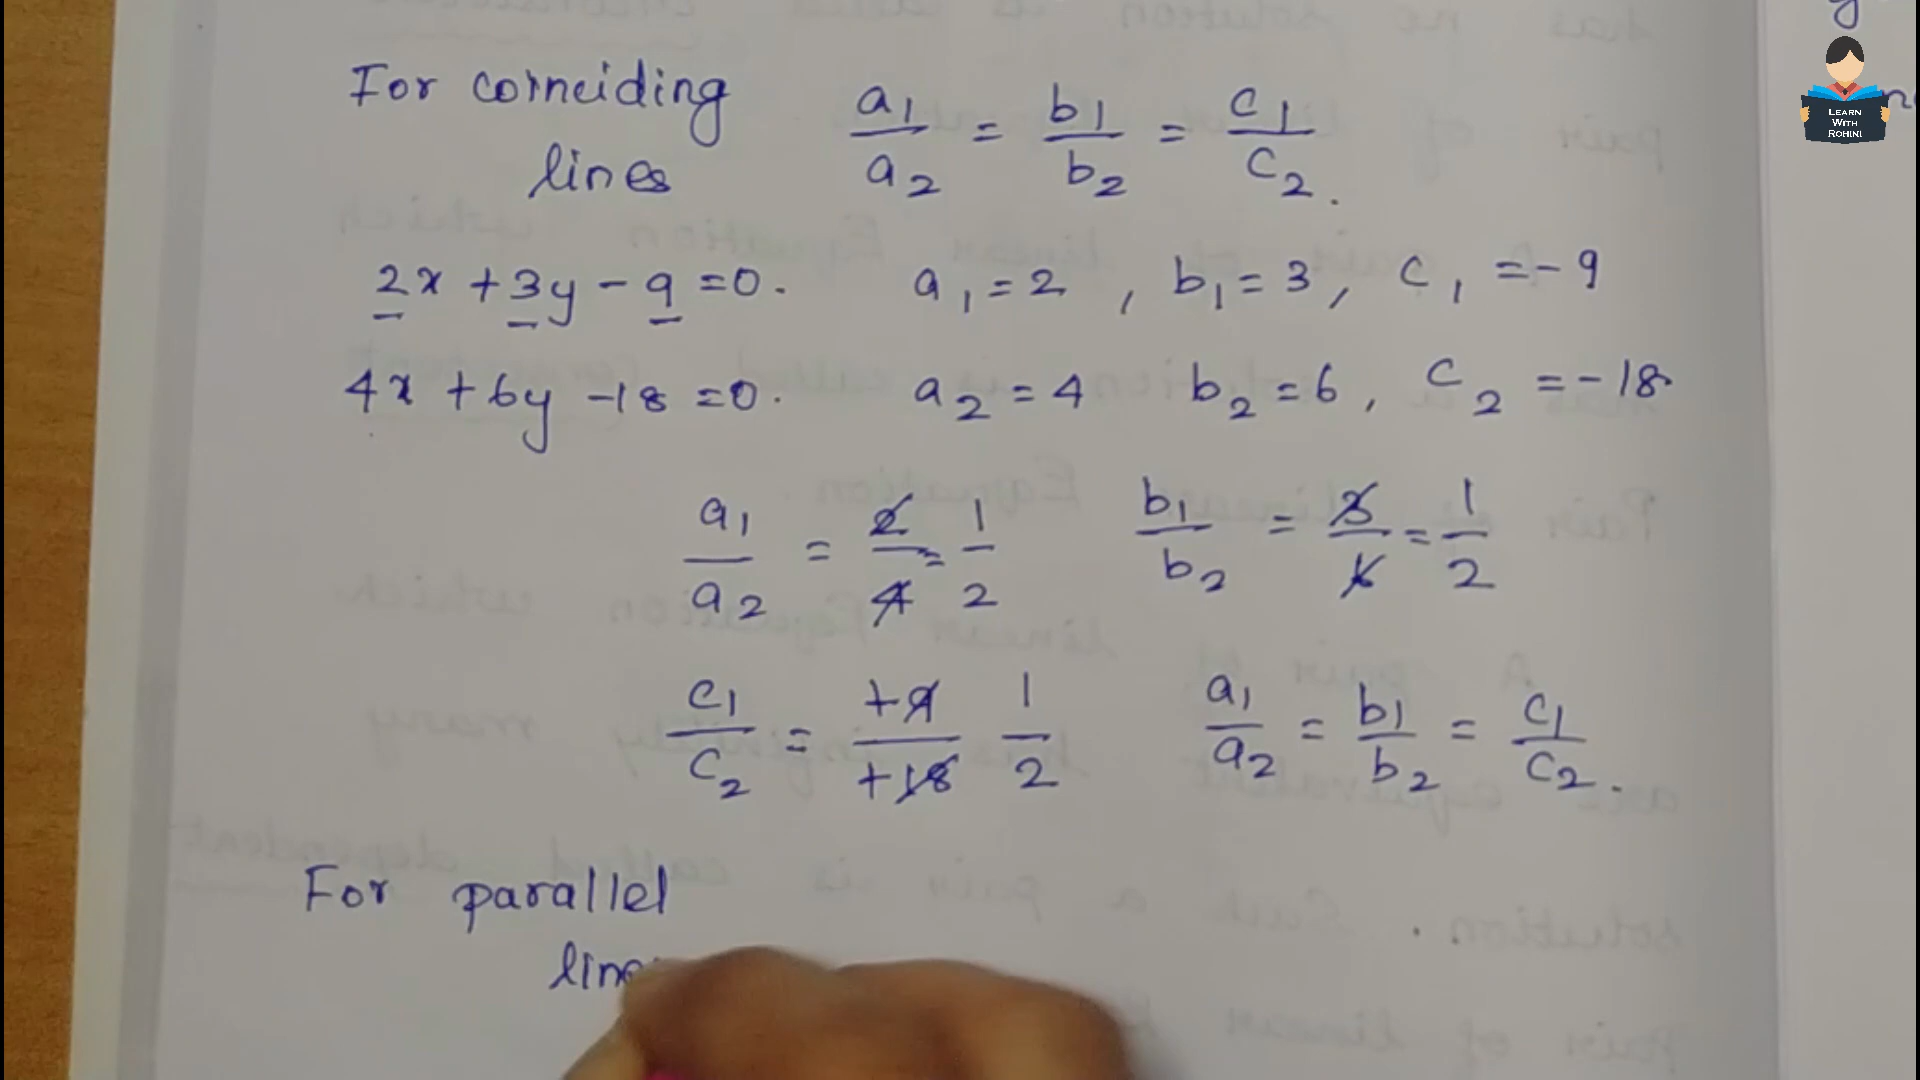 LEARN
WITH
ROHINI
For coinciding lines a1/a2 = b1/b2 = c1/c2.
2x + 3y - 9 = 0. a1 = 2, b1 = 3, c1 = -9
4x + 6y - 18 = 0. a2 = 4 b2 = 6, c2 = -18
a1/a2 = 2/4 = 1/2 b1/b2 = 3/6 = 1/2
c1/c2 = +9/+18 1/2 a1/a2 = b1/b2 = c1/c2.
For parallel
line